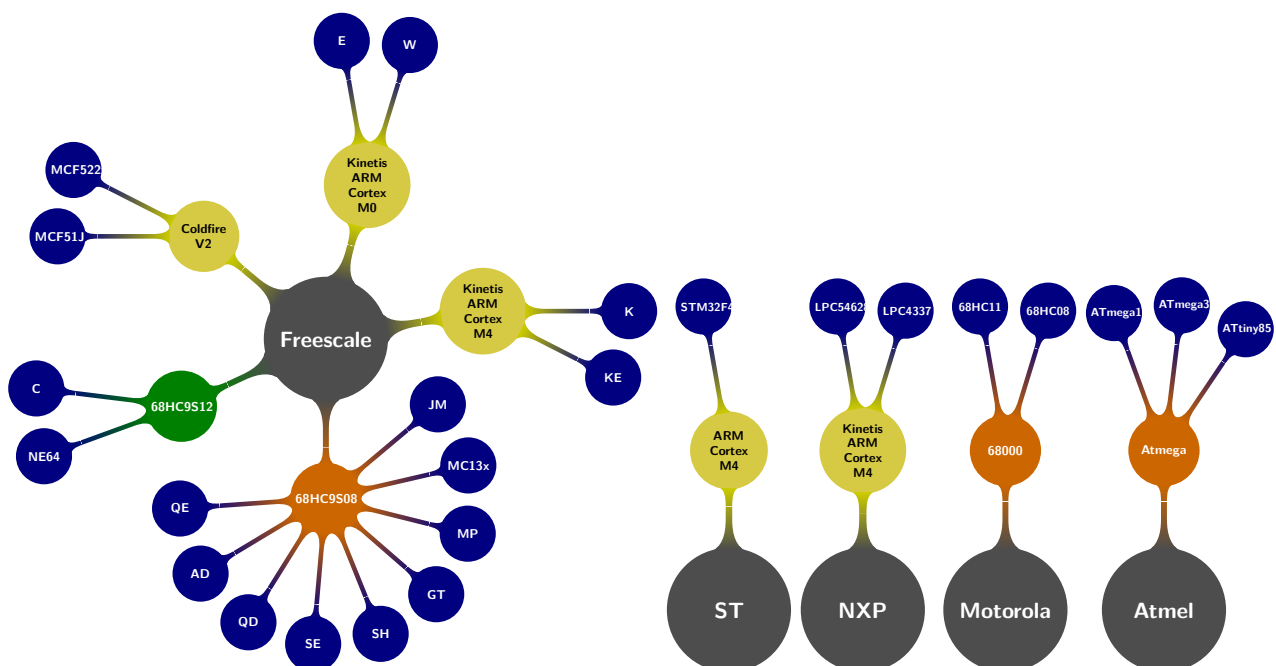 E
W
Kinetis
ARM
Cortex
M0
MCF522
MCF51J
Coldfire
V2
Freescale
Kinetis
ARM
Cortex
M4
K
KE
C
NE64
68HC9S12
68HC9S08
JM
MC13x
MP
GT
SH
SE
QD
AD
QE
STM32F4
ARM
Cortex
M4
ST
LPC54628
LPC4337
Kinetis
ARM
Cortex
M4
NXP
68HC11
68HC08
68000
Motorola
ATmega1
ATmega3
ATtiny85
Atmega
Atmel